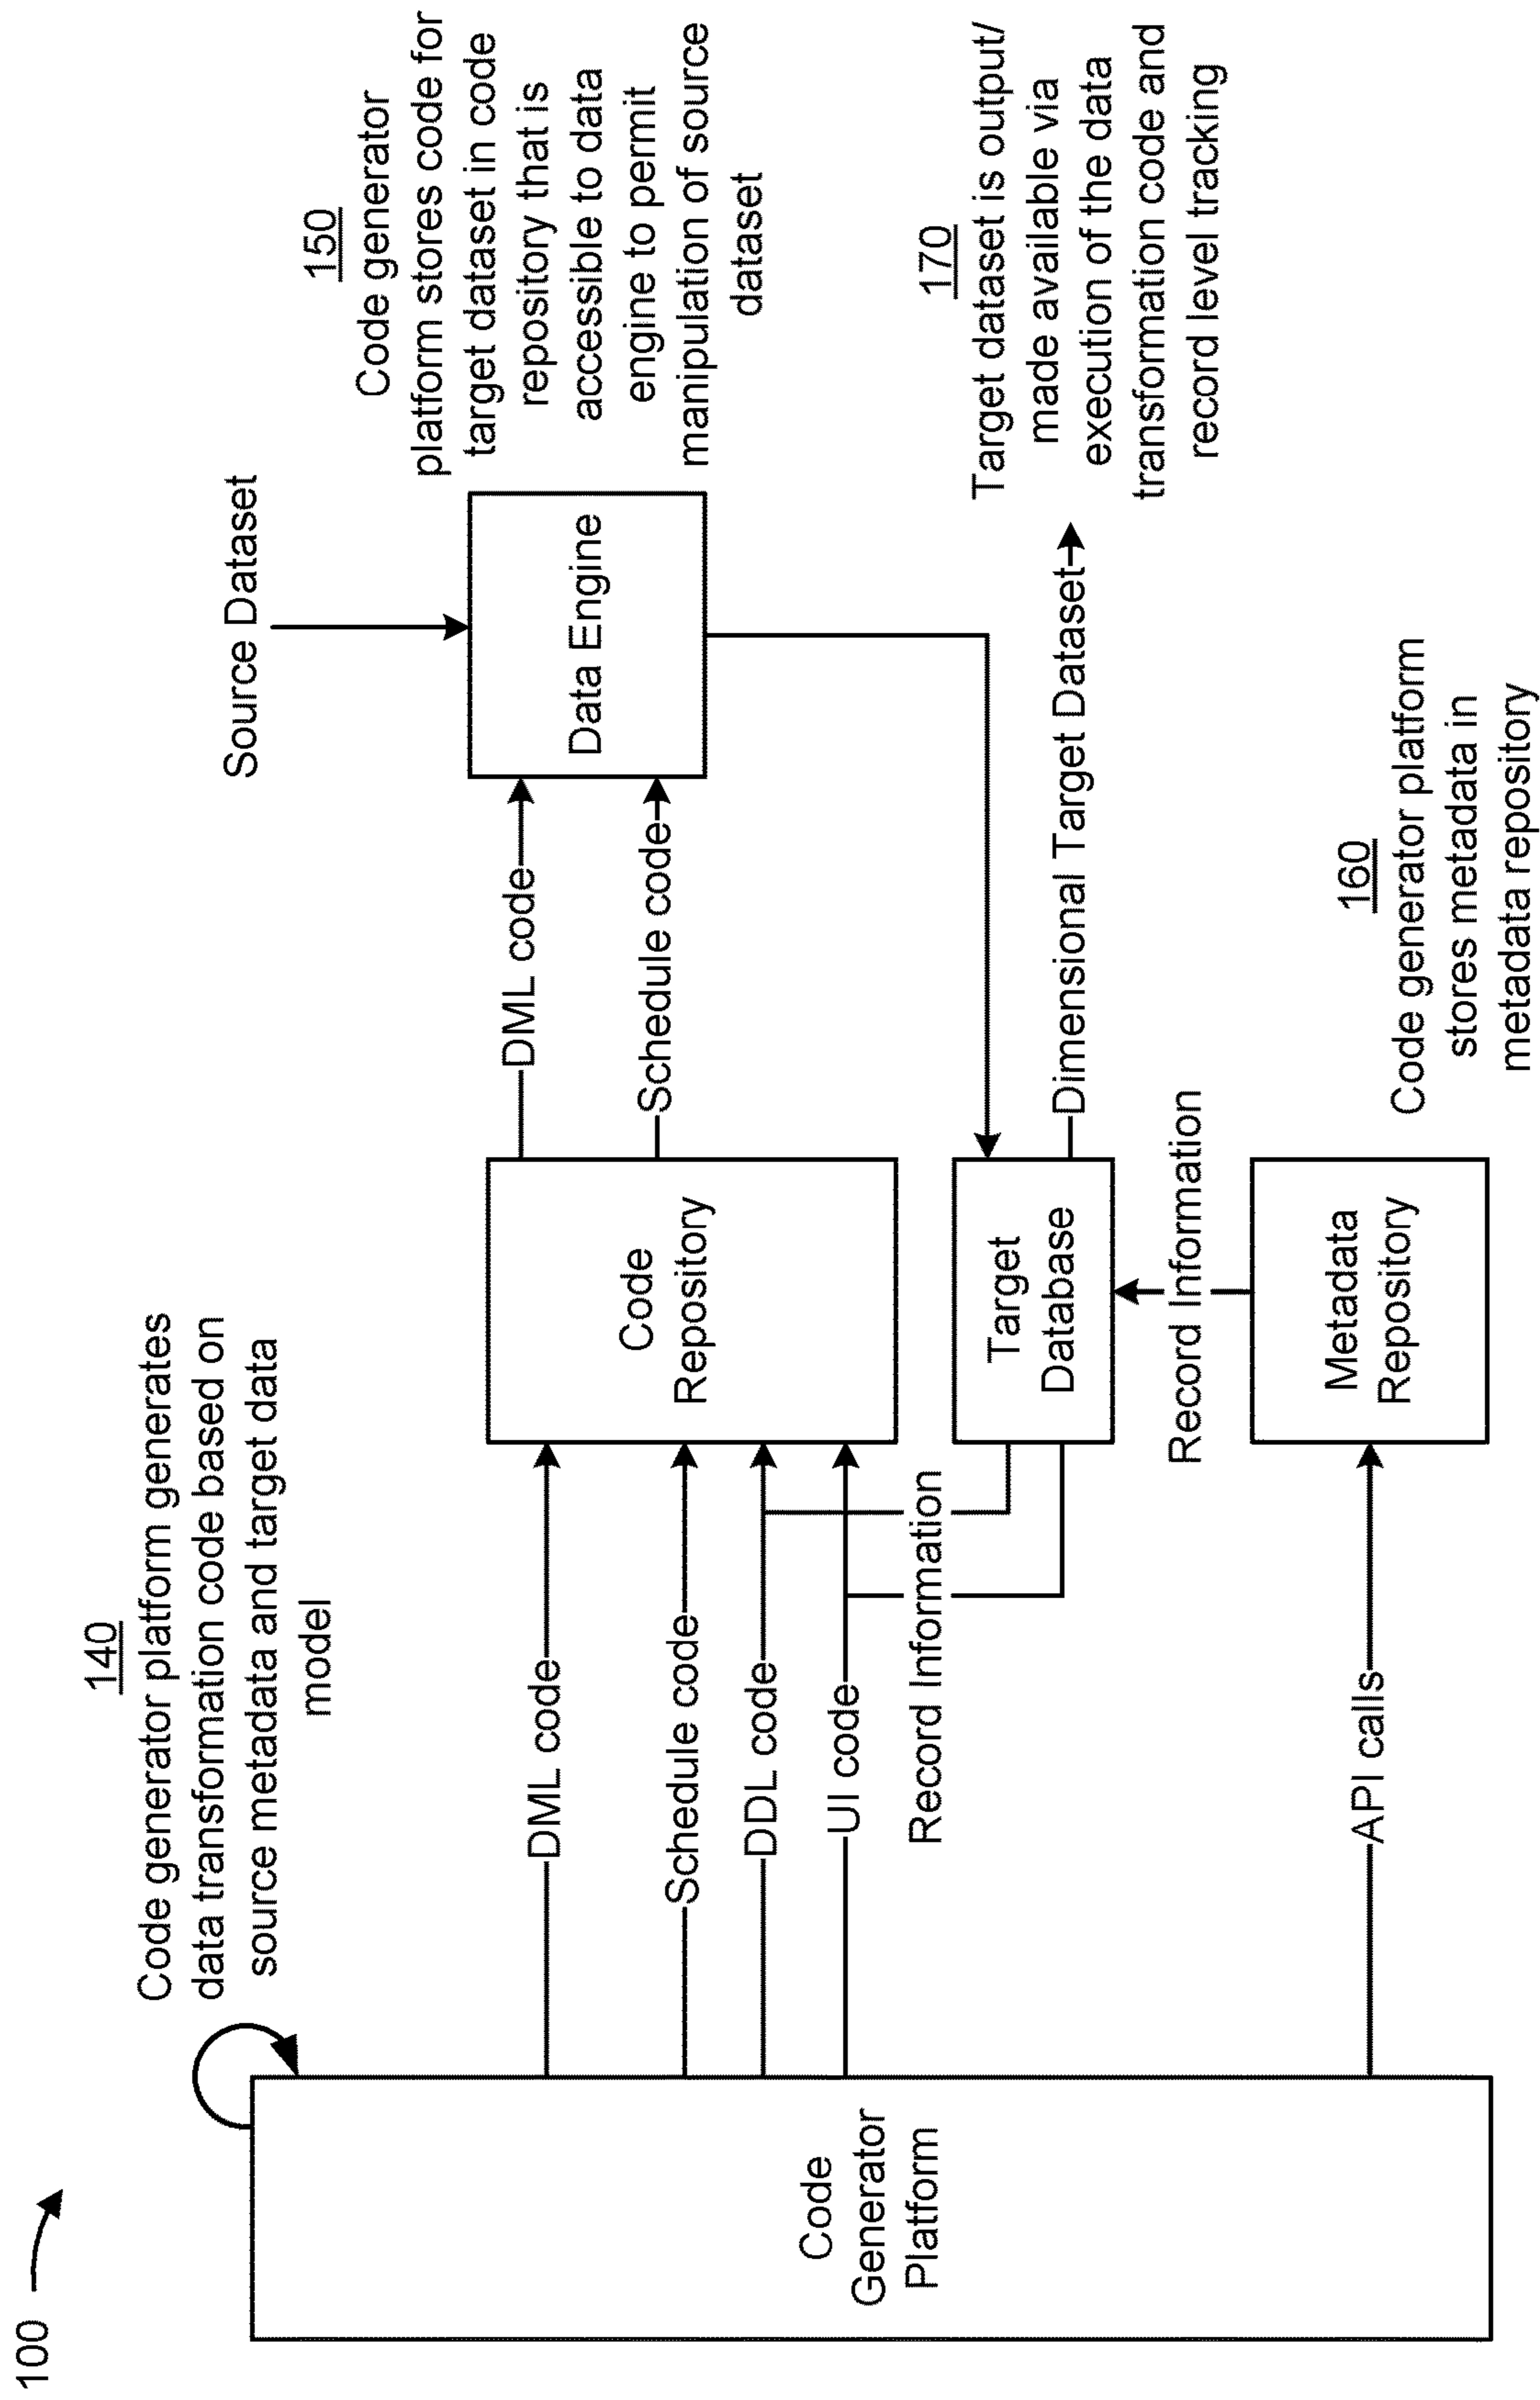 100
140
Code generator platform generates
data transformation code based on
source metadata and target data
model
Source Dataset
150
Code generator
platform stores code for
target dataset in code
repository that is
accessible to data
engine to permit
manipulation of source
dataset
Code
Generator
Platform
DML code
Schedule code
DDL code
UI code
Record Information
API calls
Code
Repository
DML code
Schedule code
Data Engine
Target
Database
Dimensional Target Dataset
170
Target dataset is output/
made available via
execution of the data
transformation code and
record level tracking
Record Information
Metadata
Repository
160
Code generator platform
stores metadata in
metadata repository